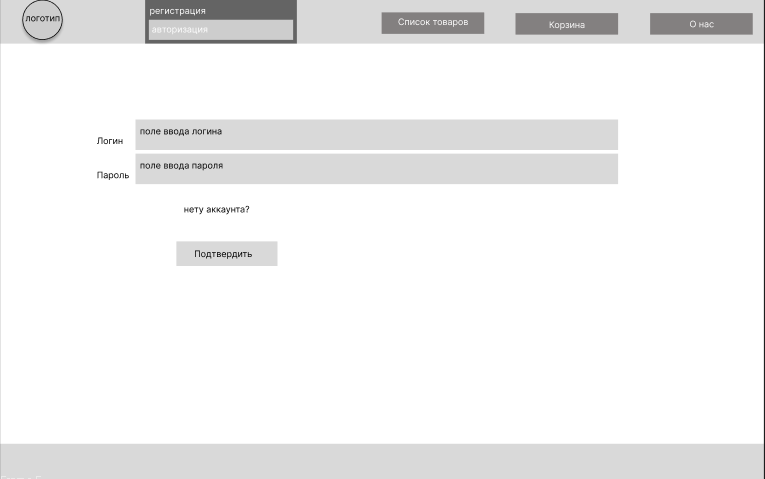 логотип
регистрация
авторизация
Список товаров
Корзина
О нас
Логин
поле ввода логина
Пароль
поле ввода пароля
нету аккаунта?
Подтвердить